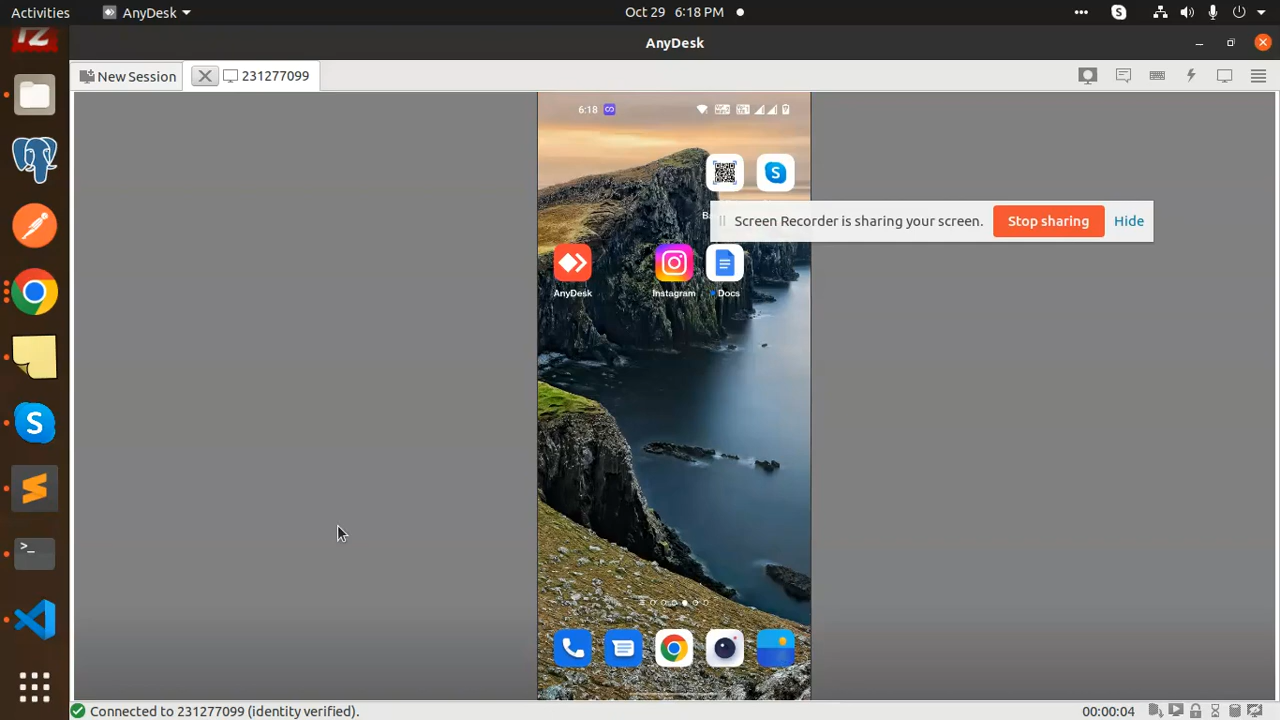 Activities
AnyDesk
Oct 29 6:18 PM
AnyDesk
New Session
231277099
6:18
Screen Recorder is sharing your screen.
Stop sharing
Hide
AnyDesk
Instagram
Docs
Connected to 231277099 (identity verified).
00:00:04